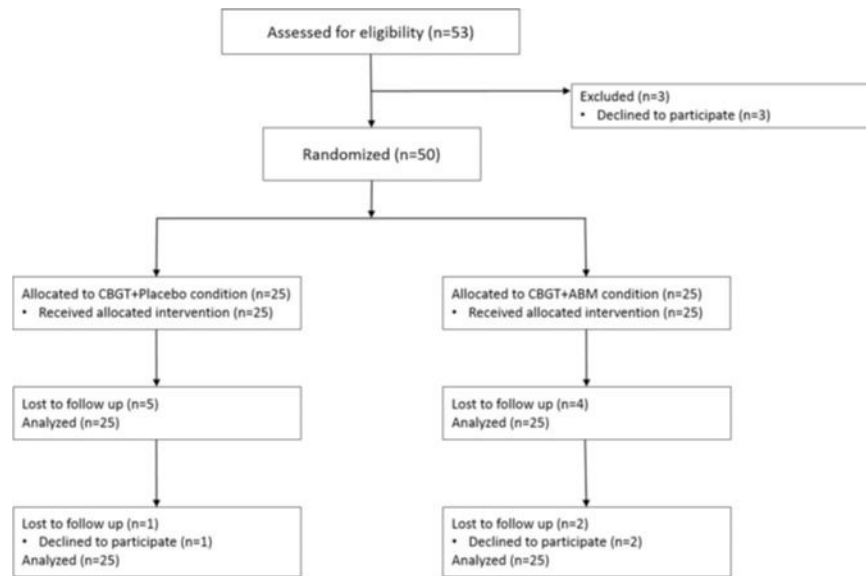 Assessed for eligibility (n=53)
Excluded (n=3)
• Declined to participate (n=3)
Randomized (n=50)
Allocated to CBGT+Placebo condition (n=25)
• Received allocated intervention (n=25)
Allocated to CBGT+ABM condition (n=25)
• Received allocated intervention (n=25)
Lost to follow up (n=5)
Analyzed (n=25)
Lost to follow up (n=4)
Analyzed (n=25)
Lost to follow up (n=1)
• Declined to participate (n=1)
Analyzed (n=25)
Lost to follow up (n=2)
• Declined to participate (n=2)
Analyzed (n=25)